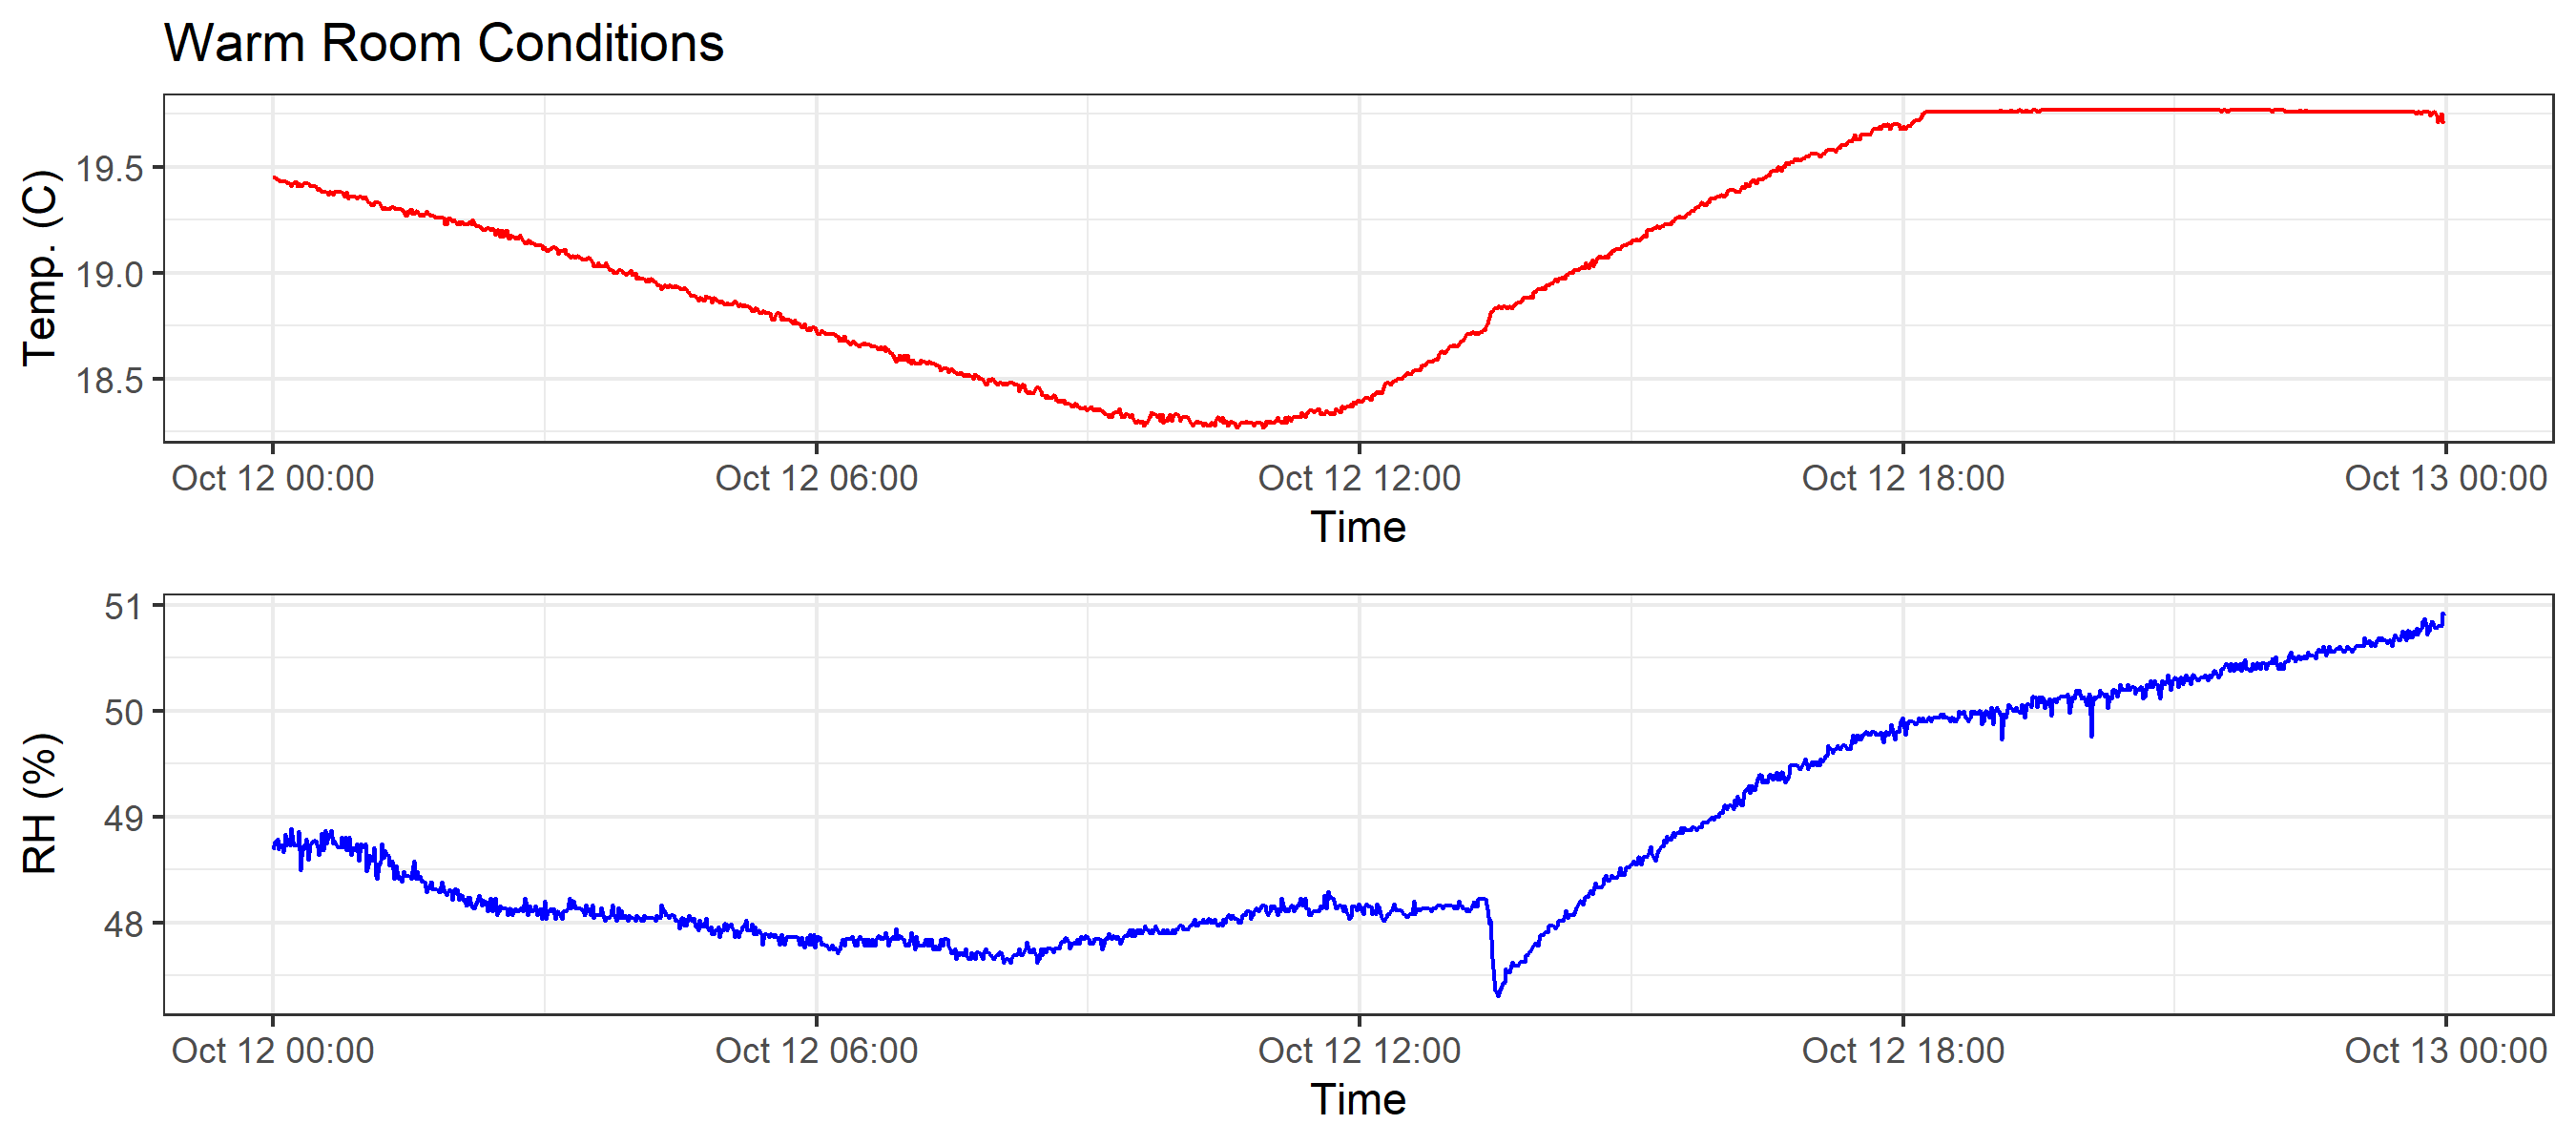 Warm Room Conditions
Temp. (C)
19.5
19.0
18.5
Oct 12 00:00 Oct 12 06:00 Oct 12 12:00 Oct 12 18:00 Oct 13 00:00
Time
RH (%)
51
50
49
48
Oct 12 00:00 Oct 12 06:00 Oct 12 12:00 Oct 12 18:00 Oct 13 00:00
Time